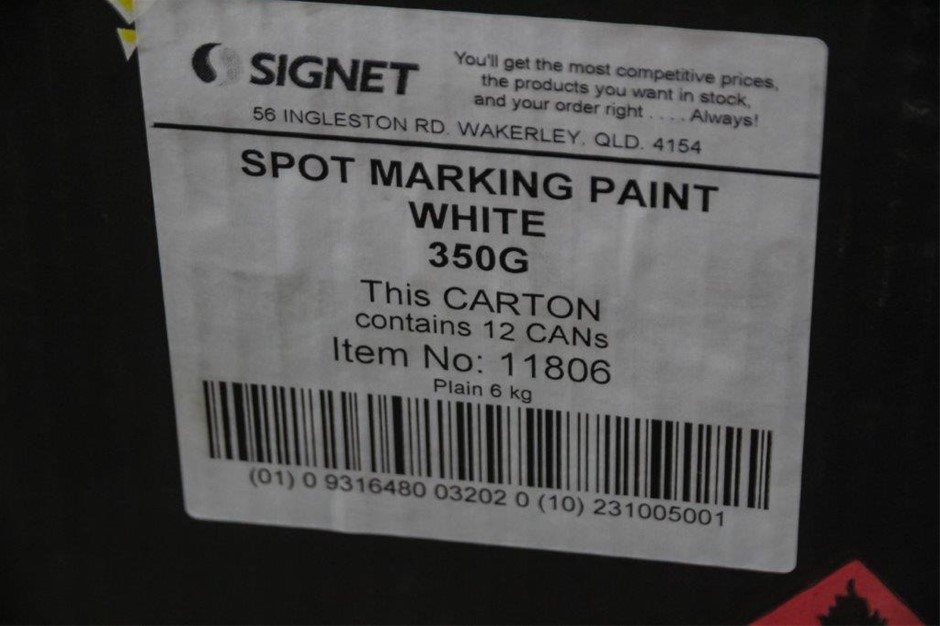 SIGNET
You'll get the most competitive prices,
the products you want in stock,
and your order right . . . . Always!
56 INGLESTON RD. WAKERLEY. QLD. 4154
SPOT MARKING PAINT
WHITE
350G
This CARTON
contains 12 CANs
Item No: 11806
Plain 6 kg
(01) 0 9316480 03202 0 (10) 231005001